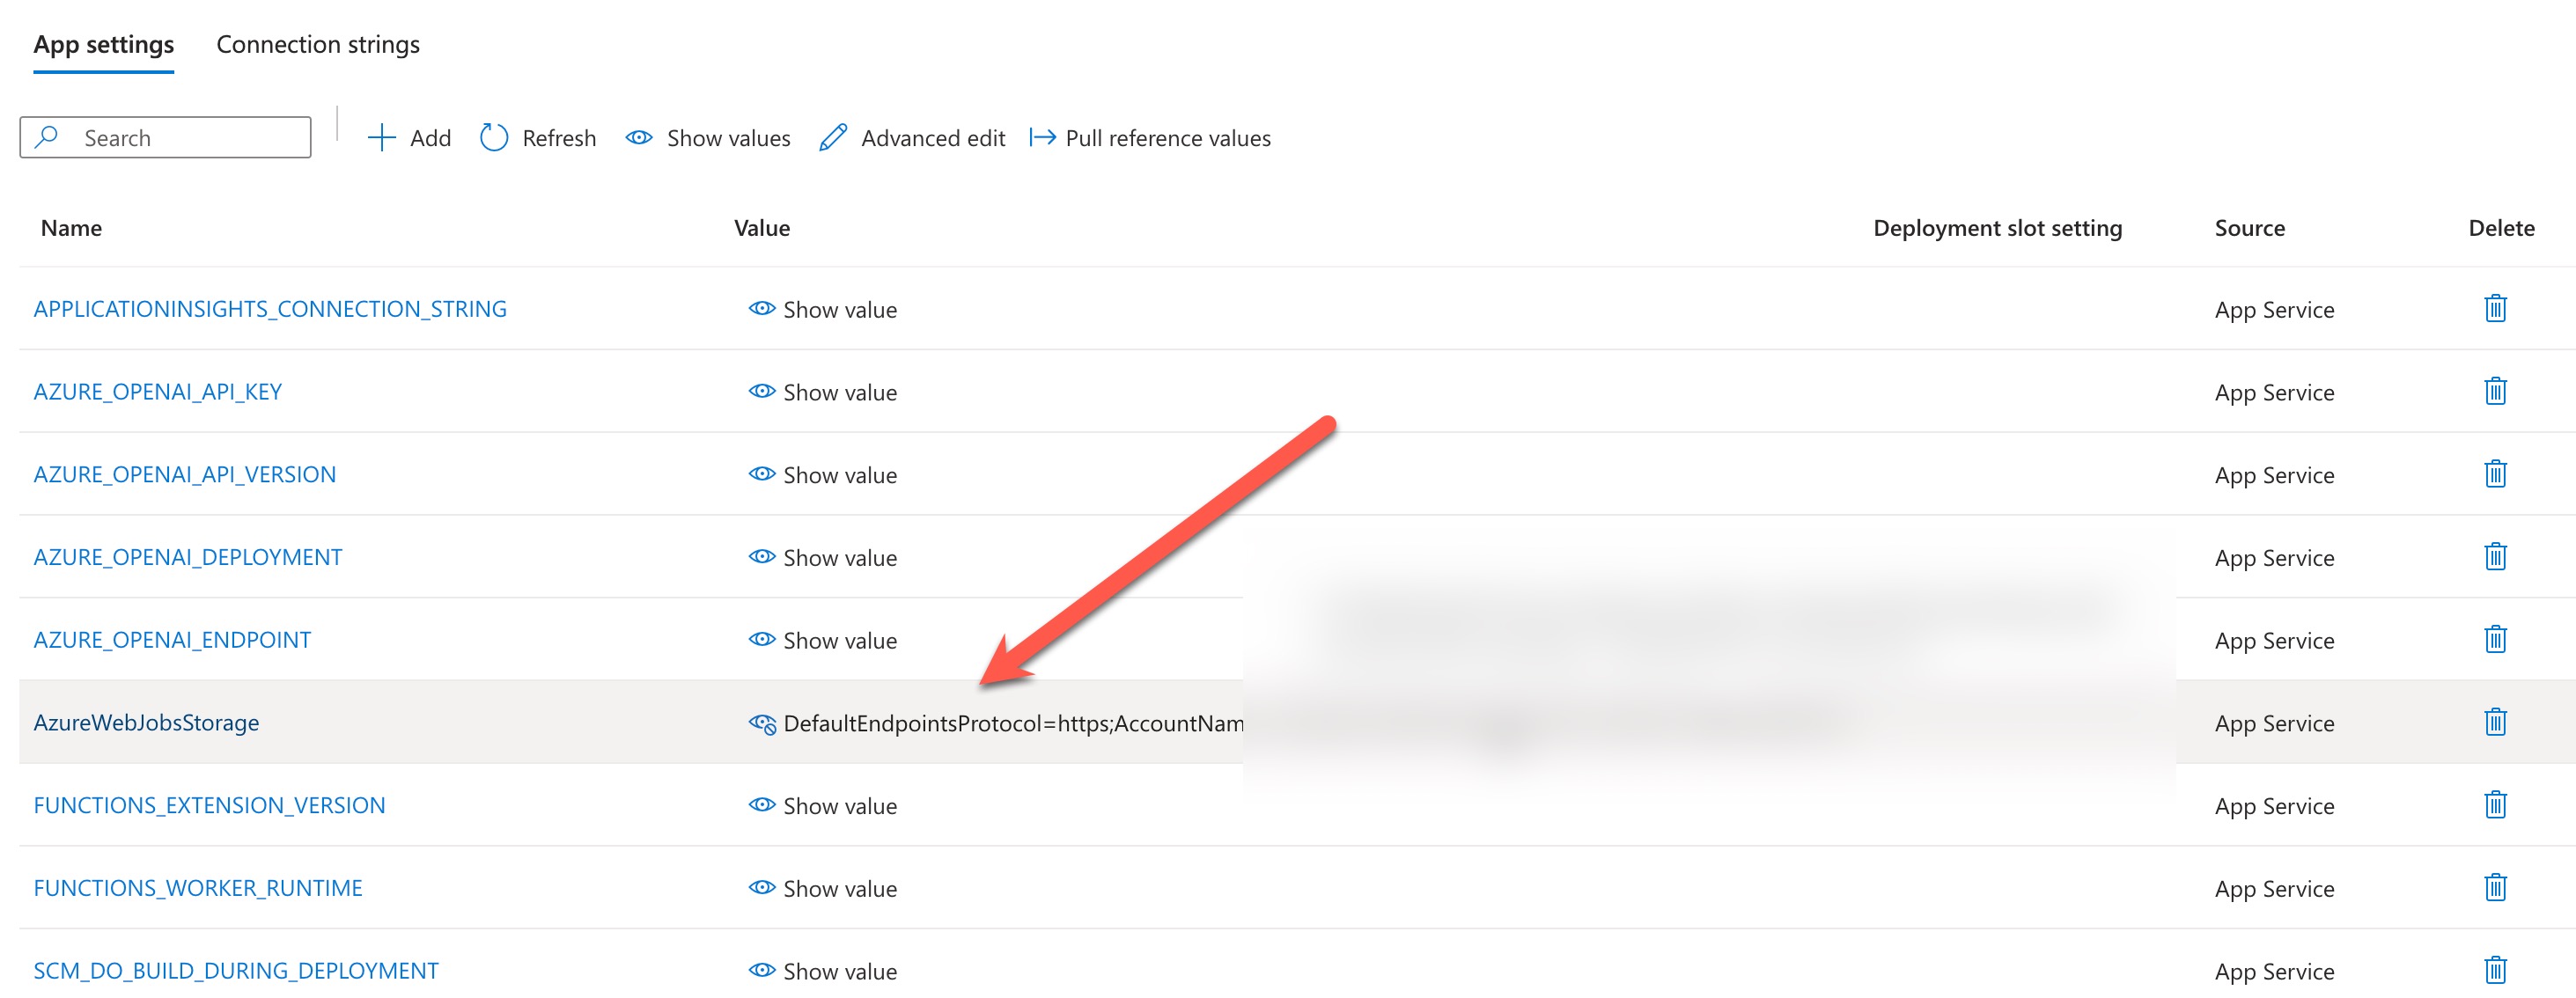 App settings Connection strings
Search Add Refresh Show values Advanced edit Pull reference values
Name Value Deployment slot setting Source Delete
APPLICATIONINSIGHTS_CONNECTION_STRING Show value App Service
AZURE_OPENAI_API_KEY Show value App Service
AZURE_OPENAI_API_VERSION Show value App Service
AZURE_OPENAI_DEPLOYMENT Show value App Service
AZURE_OPENAI_ENDPOINT Show value App Service
AzureWebJobsStorage DefaultEndpointsProtocol=https;AccountNam App Service
FUNCTIONS_EXTENSION_VERSION Show value App Service
FUNCTIONS_WORKER_RUNTIME Show value App Service
SCM_DO_BUILD_DURING_DEPLOYMENT Show value App Service